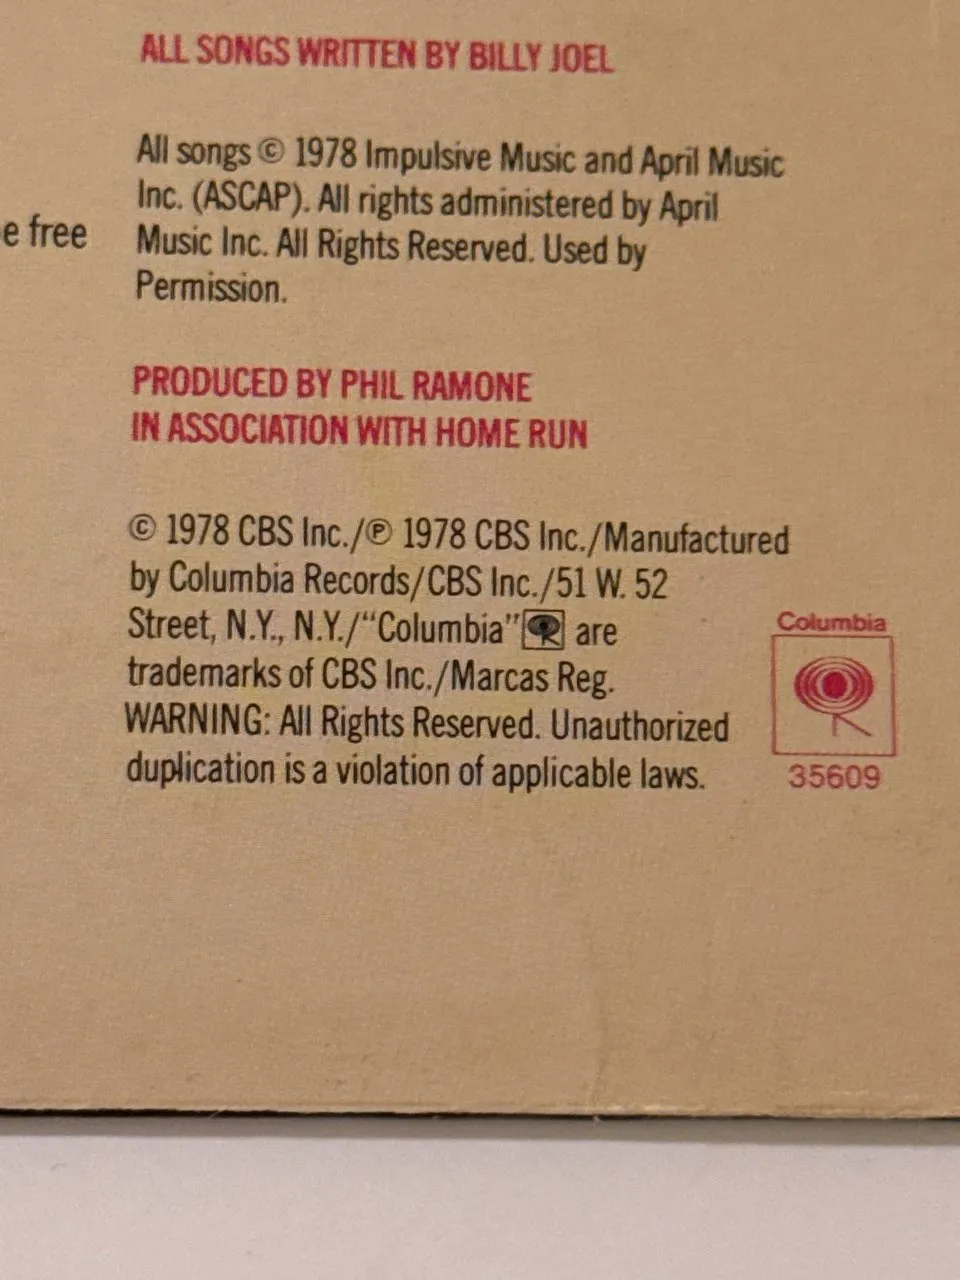 ALL SONGS WRITTEN BY BILLY JOEL
All songs © 1978 Impulsive Music and April Music
Inc. (ASCAP). All rights administered by April
e free
Music Inc. All Rights Reserved. Used by
Permission.
PRODUCED BY PHIL RAMONE
IN ASSOCIATION WITH HOME RUN
© 1978 CBS Inc./℗ 1978 CBS Inc./Manufactured
by Columbia Records/CBS Inc./51 W. 52
Street, N.Y., N.Y./“Columbia” are
trademarks of CBS Inc./Marcas Reg.
WARNING: All Rights Reserved. Unauthorized
duplication is a violation of applicable laws.
Columbia
35609